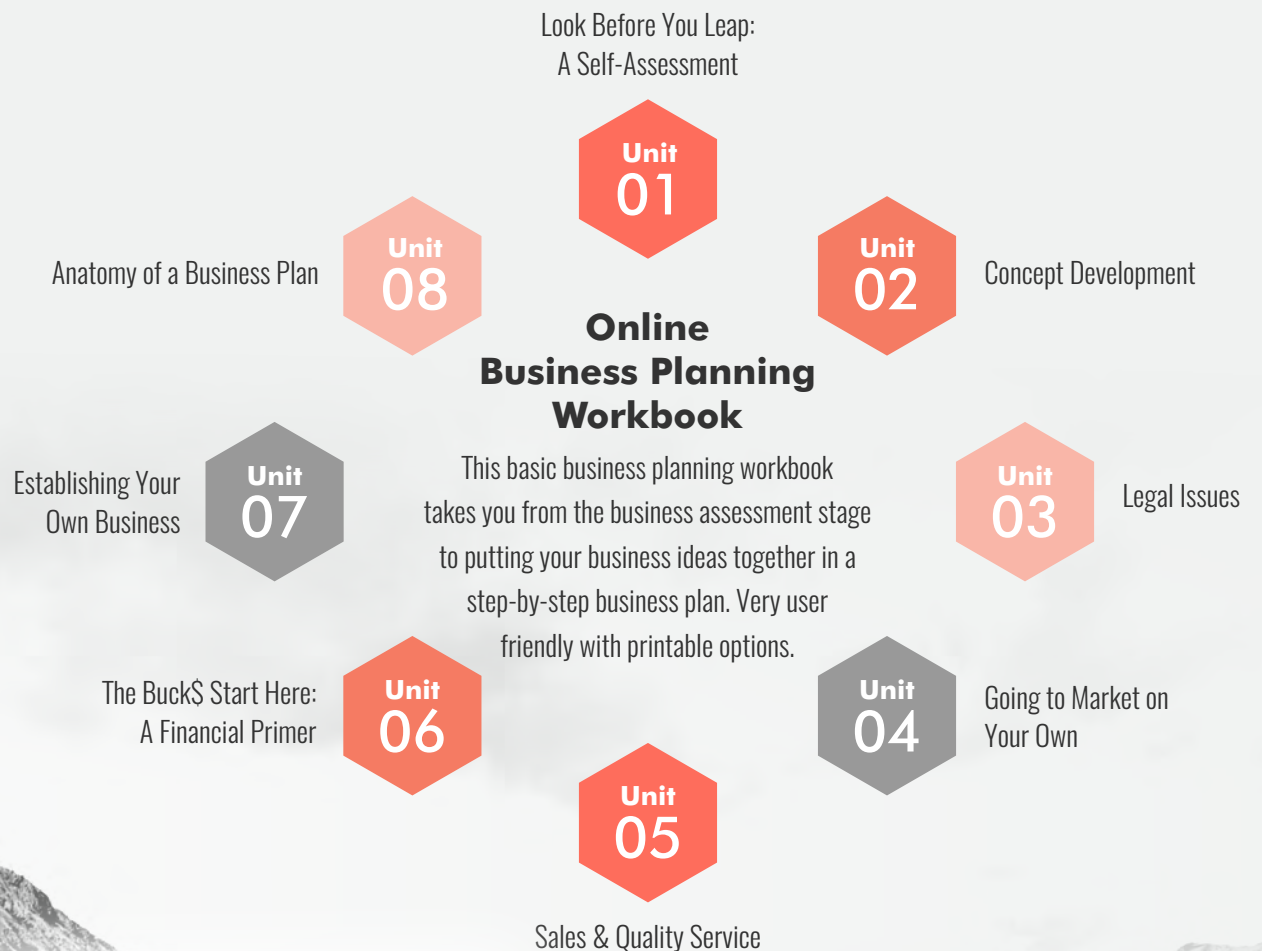 Look Before You Leap:
A Self-Assessment
Unit
01
Unit
02
Concept Development
Unit
03
Legal Issues
Unit
04
Going to Market on
Your Own
Unit
05
Sales & Quality Service
Unit
06
The Buck$ Start Here:
A Financial Primer
Unit
07
Establishing Your
Own Business
Unit
08
Anatomy of a Business Plan
Online
Business Planning
Workbook
This basic business planning workbook
takes you from the business assessment stage
to putting your business ideas together in a
step-by-step business plan. Very user
friendly with printable options.